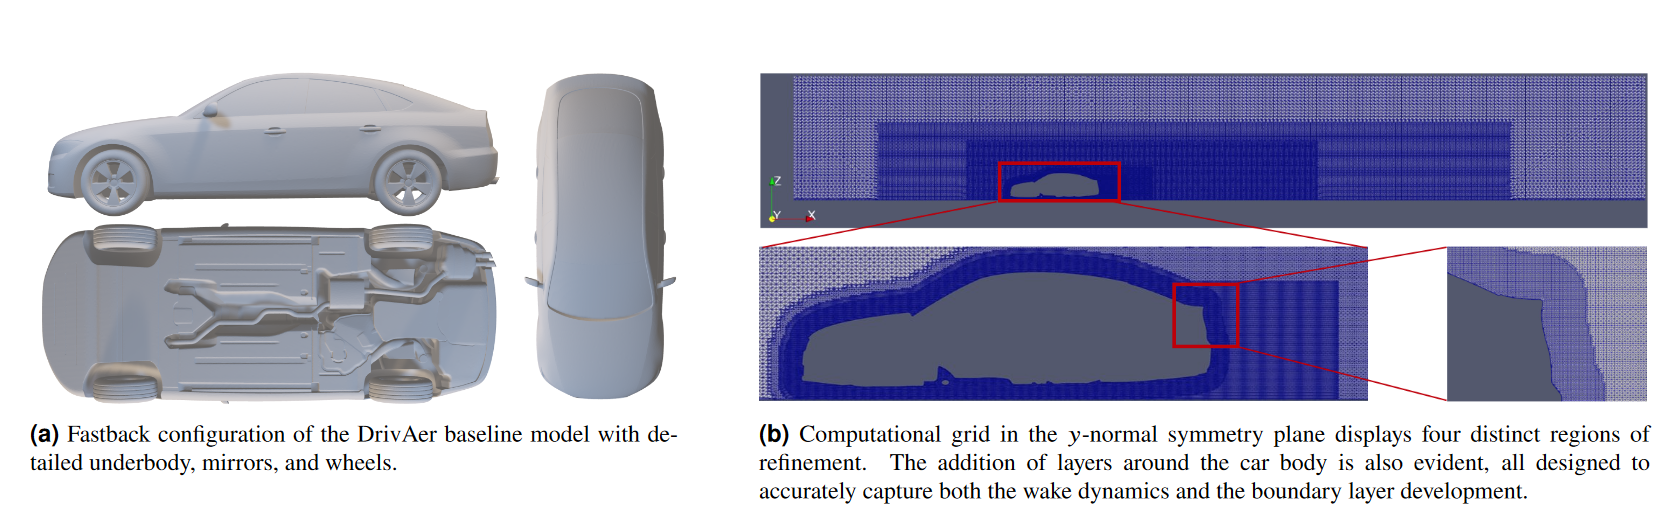 Z
Y
X
(a) Fastback configuration of the DrivAer baseline model with de-
tailed underbody, mirrors, and wheels.
(b) Computational grid in the y-normal symmetry plane displays four distinct regions of
refinement. The addition of layers around the car body is also evident, all designed to
accurately capture both the wake dynamics and the boundary layer development.